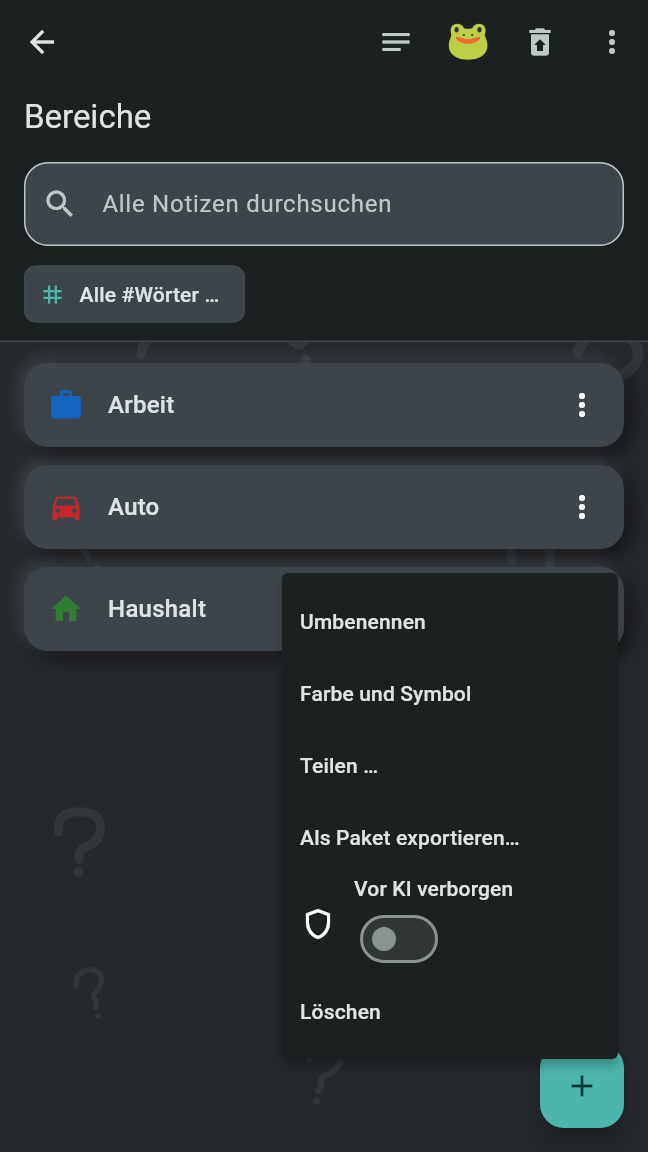 Bereiche
Alle Notizen durchsuchen
Alle #Wörter ...
Arbeit
Auto
Haushalt
Umbenennen
Farbe und Symbol
Teilen ...
Als Paket exportieren...
Vor KI verborgen
Löschen